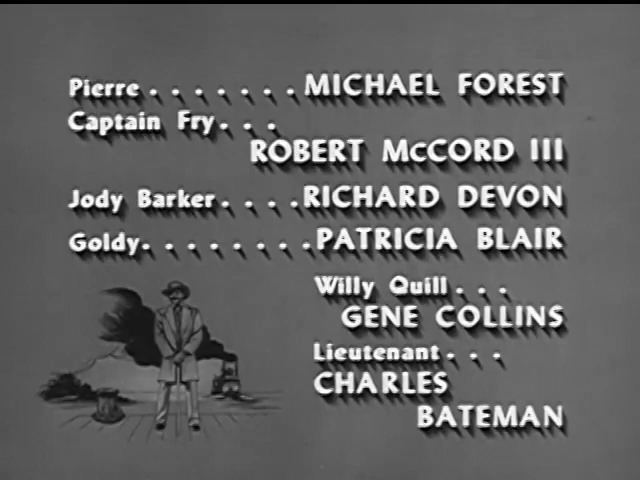 Pierre . . . . . . . MICHAEL FOREST
Captain Fry . . .
ROBERT McCORD III
Jody Barker . . . . RICHARD DEVON
Goldy . . . . . . . . PATRICIA BLAIR
Willy Quill . . .
GENE COLLINS
Lieutenant . . .
CHARLES
BATEMAN